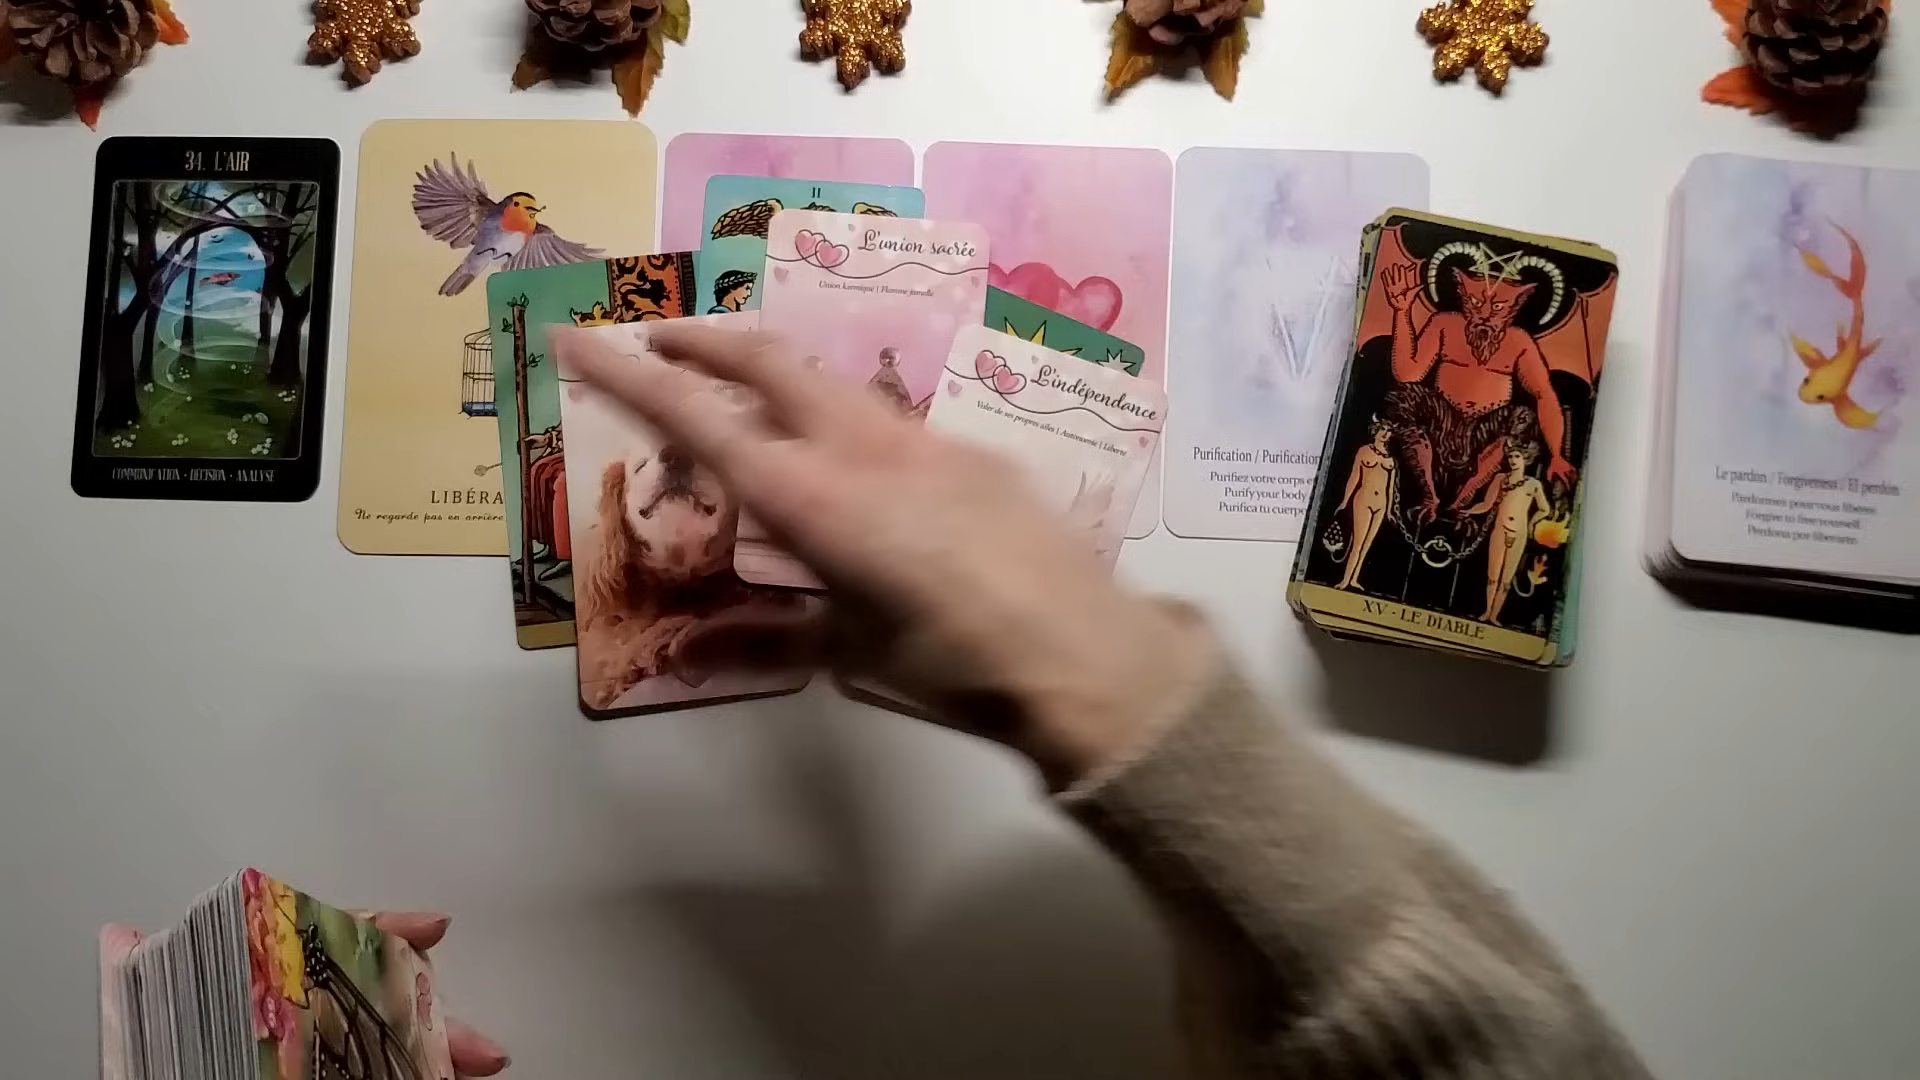 34. L'AIR
COMMUNICATION • DÉCISION • ANALYSE
LIBÉRA
Ne regarde pas en arrière
II
L'union sacrée
Union karmique | Flamme jumelle
L'indépendance
Voler de ses propres ailes | Autonomie | Liberté
Purification / Purification
Purifiez votre corps e
Purify your body
Purifica tu cuerpo
XV • LE DIABLE
Le pardon / Forgiveness / El perdón
Pardonnez pour vous libérer
Forgive to free yourself
Perdona por liberarte